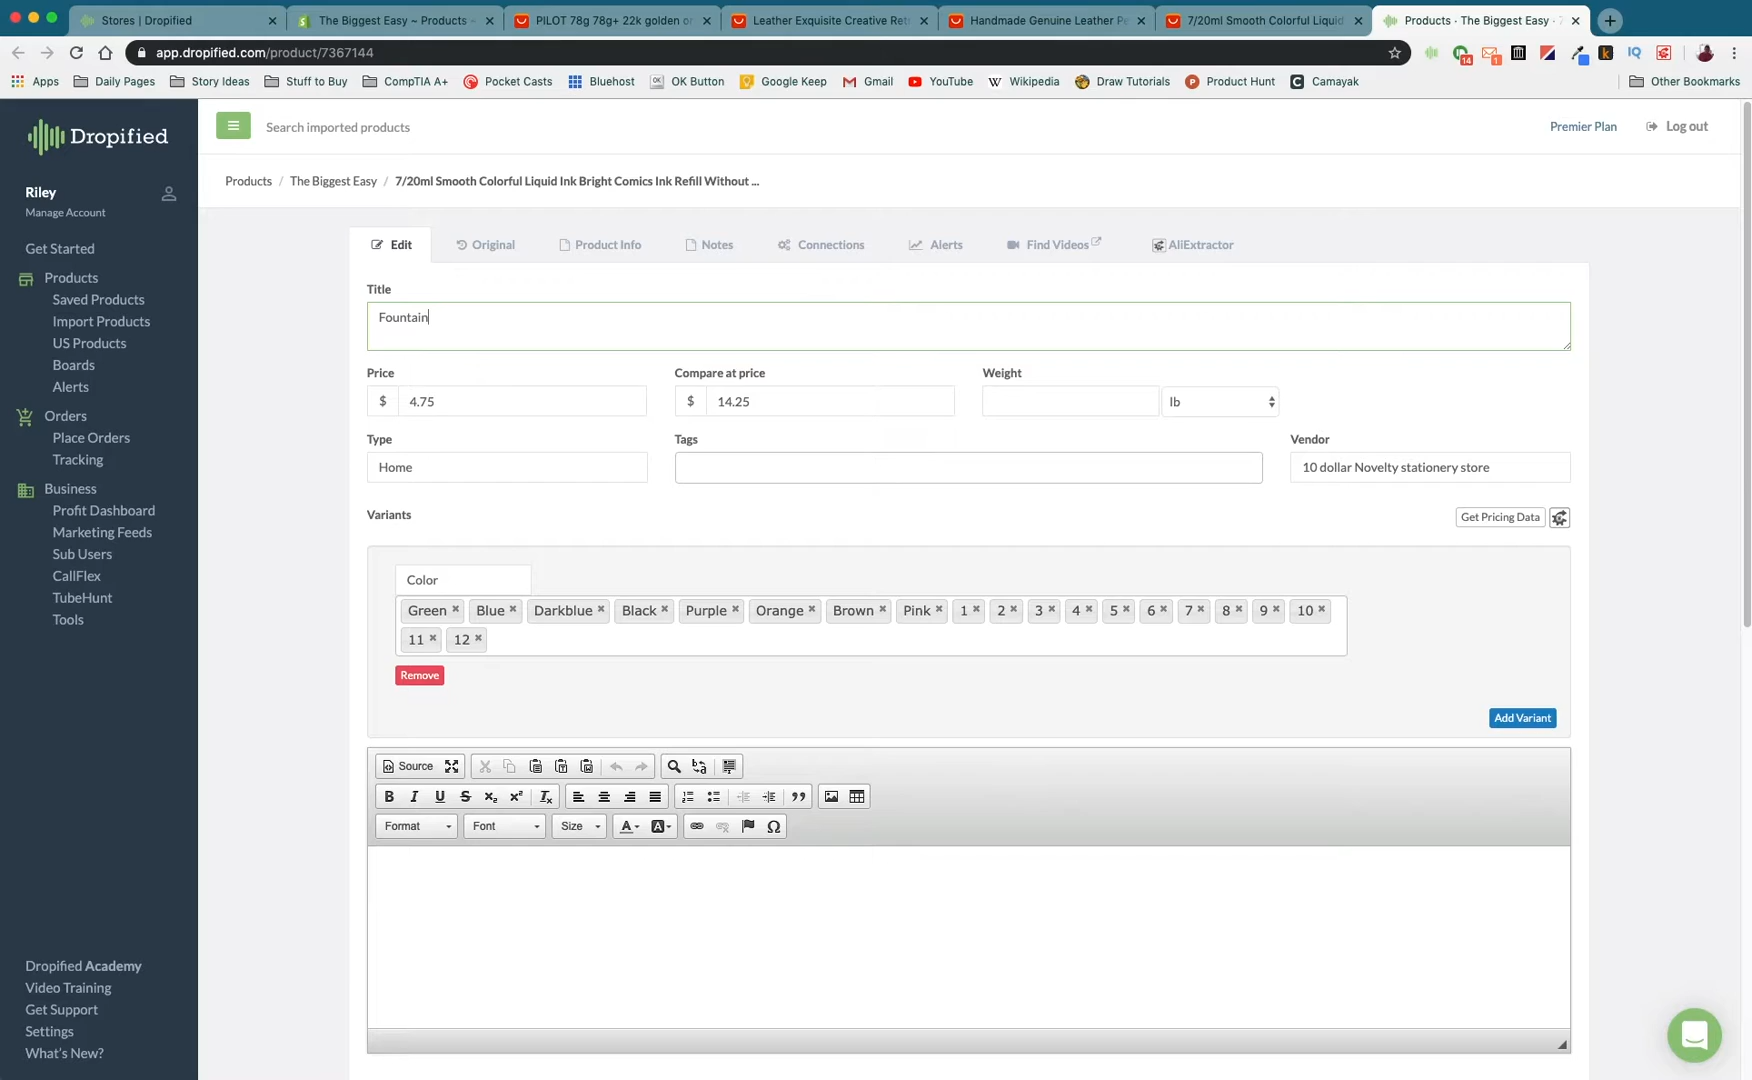 Stores | Dropified
The Biggest Easy ~ Products ~
PILOT 78g 78g+ 22k golden or
Leather Exquisite Creative Ret
Handmade Genuine Leather Pe
7/20ml Smooth Colorful Liquid
Products · The Biggest Easy · 7
app.dropified.com/product/7367144
14
1
Apps
Daily Pages
Story Ideas
Stuff to Buy
CompTIA A+
Pocket Casts
Bluehost
OK Button
Google Keep
Gmail
YouTube
Wikipedia
Draw Tutorials
Product Hunt
Camayak
Other Bookmarks
Dropified
Search imported products
Premier Plan
Log out
Products / The Biggest Easy / 7/20ml Smooth Colorful Liquid Ink Bright Comics Ink Refill Without ...
Riley
Manage Account
Get Started
Products
Saved Products
Import Products
US Products
Boards
Alerts
Orders
Place Orders
Tracking
Business
Profit Dashboard
Marketing Feeds
Sub Users
CallFlex
TubeHunt
Tools
Dropified Academy
Video Training
Get Support
Settings
What's New?
Edit
Original
Product Info
Notes
Connections
Alerts
Find Videos
AliExtractor
Title
Fountain
Price
Compare at price
Weight
$ 4.75
$ 14.25
lb
Type
Tags
Vendor
Home
10 dollar Novelty stationery store
Variants
Get Pricing Data
Color
Green × Blue × Darkblue × Black × Purple × Orange × Brown × Pink × 1 × 2 × 3 × 4 × 5 × 6 × 7 × 8 × 9 × 10 ×
11 × 12 ×
Remove
Add Variant
Source
B I U S x₂ x² Tx
Format
Font
Size
A
A
Ω